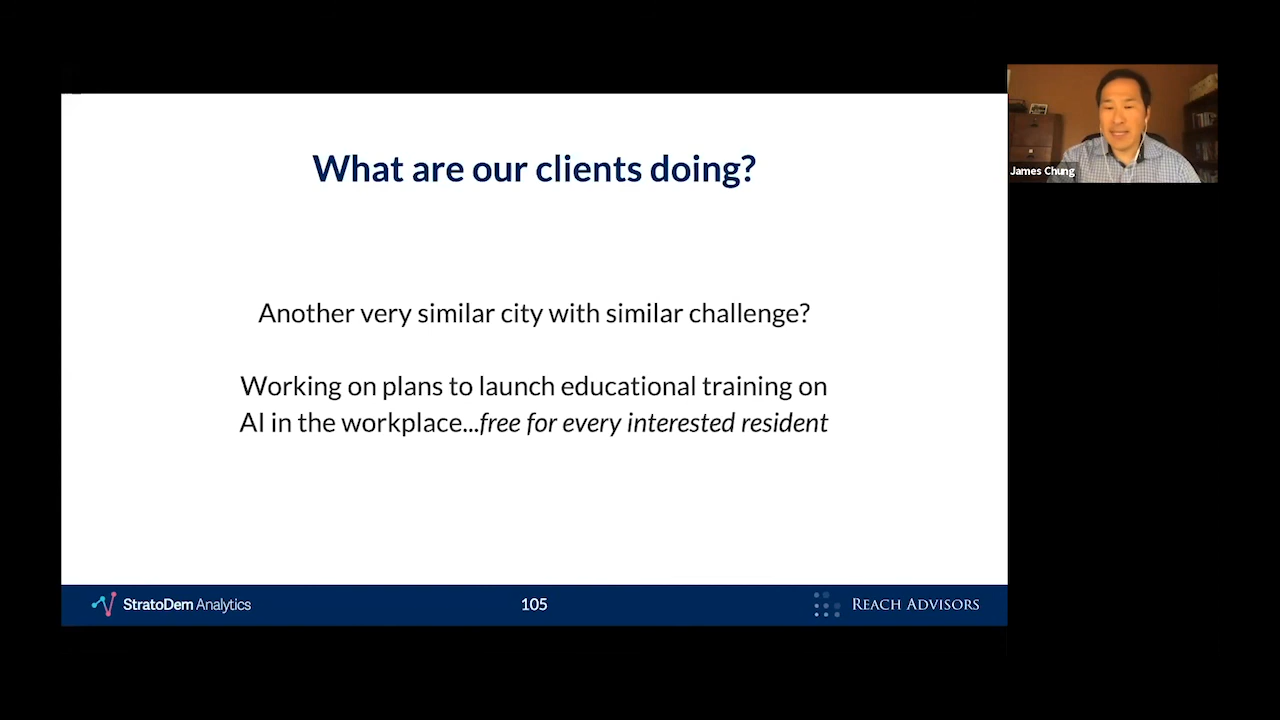 What are our clients doing?
James Chung
Another very similar city with similar challenge?
Working on plans to launch educational training on
AI in the workplace...free for every interested resident
StratoDem Analytics
105
REACH ADVISORS